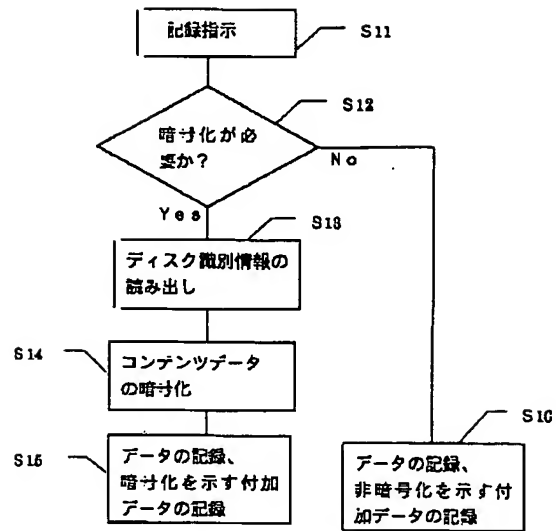 記録指示
S11
S12
暗号化が必
要か?
No
Yes
S13
ディスク識別情報の
読み出し
S14
コンテンツデータ
の暗号化
S15
データの記録、
暗号化を示す付加
データの記録
S16
データの記録、
非暗号化を示す付
加データの記録